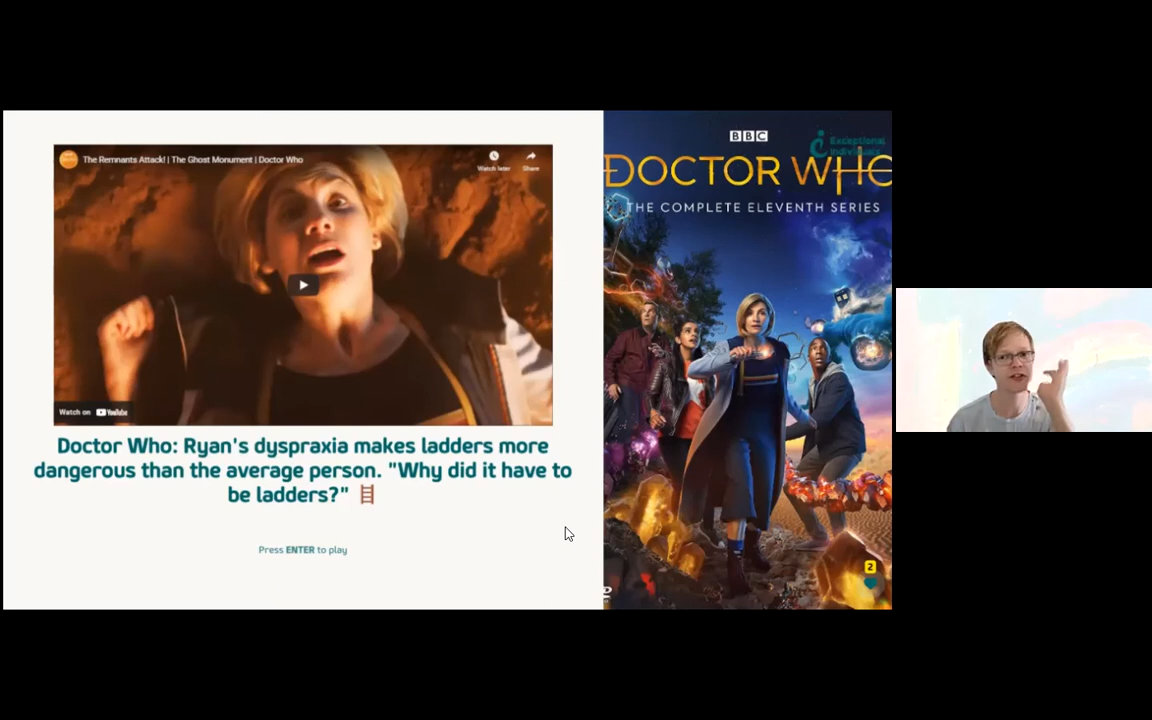 The Remnants Attack! | The Ghost Monument | Doctor Who
Watch later
Share
Watch on YouTube
Doctor Who: Ryan's dyspraxia makes ladders more
dangerous than the average person. "Why did it have to
be ladders?"
Press ENTER to play
BBC
Exceptional
Individuals
DOCTOR WHO
THE COMPLETE ELEVENTH SERIES
2